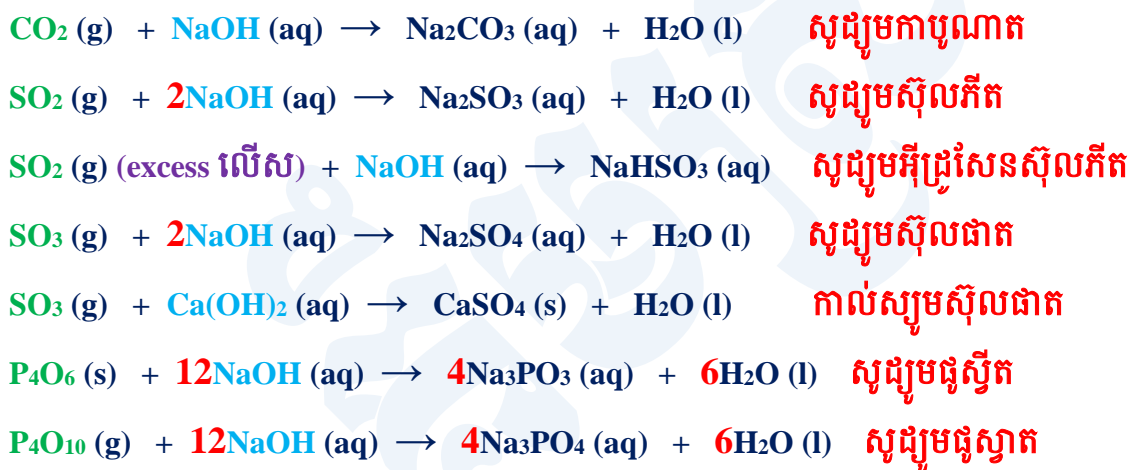 CO₂ (g) + NaOH (aq) → Na₂CO₃ (aq) + H₂O (l) សូដ្យូមកាបូណាត
SO₂ (g) + 2NaOH (aq) → Na₂SO₃ (aq) + H₂O (l) សូដ្យូមស៊ុលភីត
SO₂ (g) (excess លើស) + NaOH (aq) → NaHSO₃ (aq) សូដ្យូមអ៊ីដ្រូសែនស៊ុលភីត
SO₃ (g) + 2NaOH (aq) → Na₂SO₄ (aq) + H₂O (l) សូដ្យូមស៊ុលផាត
SO₃ (g) + Ca(OH)₂ (aq) → CaSO₄ (s) + H₂O (l) កាល់ស្យូមស៊ុលផាត
P₄O₆ (s) + 12NaOH (aq) → 4Na₃PO₃ (aq) + 6H₂O (l) សូដ្យូមផូស្វីត
P₄O₁₀ (g) + 12NaOH (aq) → 4Na₃PO₄ (aq) + 6H₂O (l) សូដ្យូមផូស្វាត